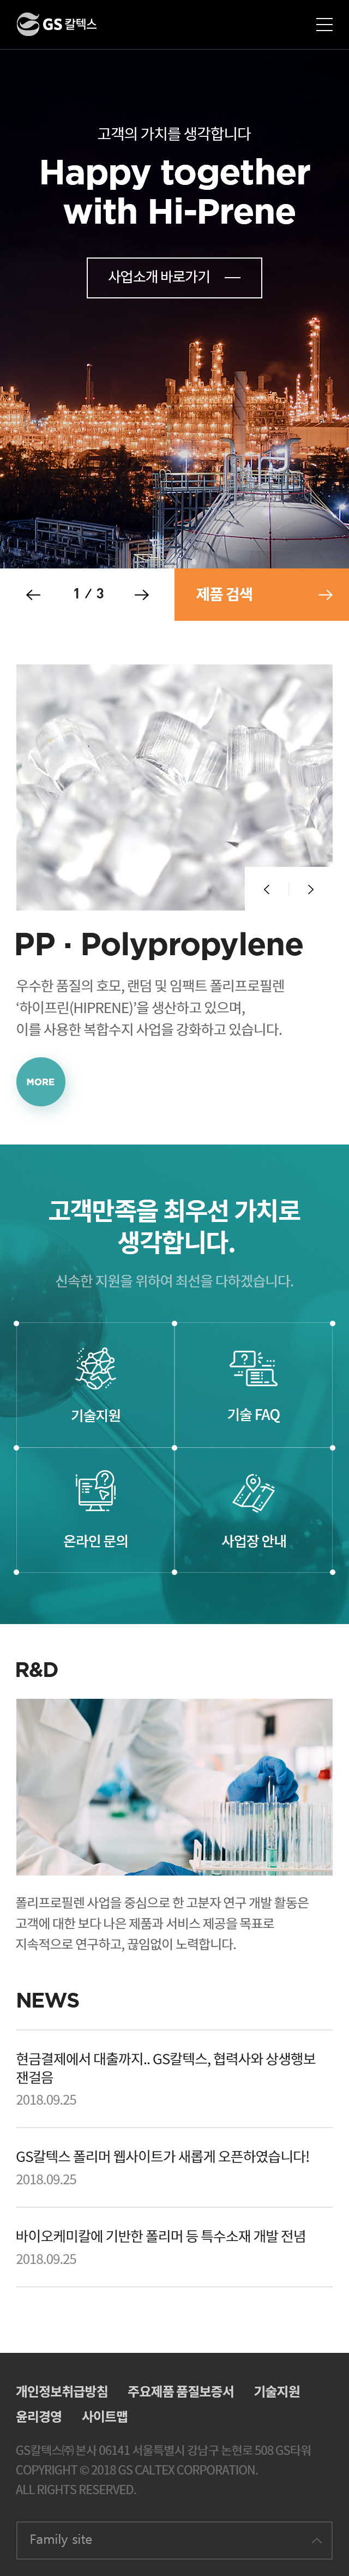 GS 칼텍스
고객의 가치를 생각합니다
Happy together
with Hi-Prene
사업소개 바로가기
1 / 3
제품 검색
PP · Polypropylene
우수한 품질의 호모, 랜덤 및 임팩트 폴리프로필렌
‘하이프린(HIPRENE)’을 생산하고 있으며,
이를 사용한 복합수지 사업을 강화하고 있습니다.
MORE
고객만족을 최우선 가치로
생각합니다.
신속한 지원을 위하여 최선을 다하겠습니다.
기술지원
기술 FAQ
온라인 문의
사업장 안내
R&D
폴리프로필렌 사업을 중심으로 한 고분자 연구 개발 활동은
고객에 대한 보다 나은 제품과 서비스 제공을 목표로
지속적으로 연구하고, 끊임없이 노력합니다.
NEWS
현금결제에서 대출까지.. GS칼텍스, 협력사와 상생행보
잰걸음
2018.09.25
GS칼텍스 폴리머 웹사이트가 새롭게 오픈하였습니다!
2018.09.25
바이오케미칼에 기반한 폴리머 등 특수소재 개발 전념
2018.09.25
개인정보취급방침 주요제품 품질보증서 기술지원
윤리경영 사이트맵
GS칼텍스㈜ 본사 06141 서울특별시 강남구 논현로 508 GS타워
COPYRIGHT © 2018 GS CALTEX CORPORATION.
ALL RIGHTS RESERVED.
Family site